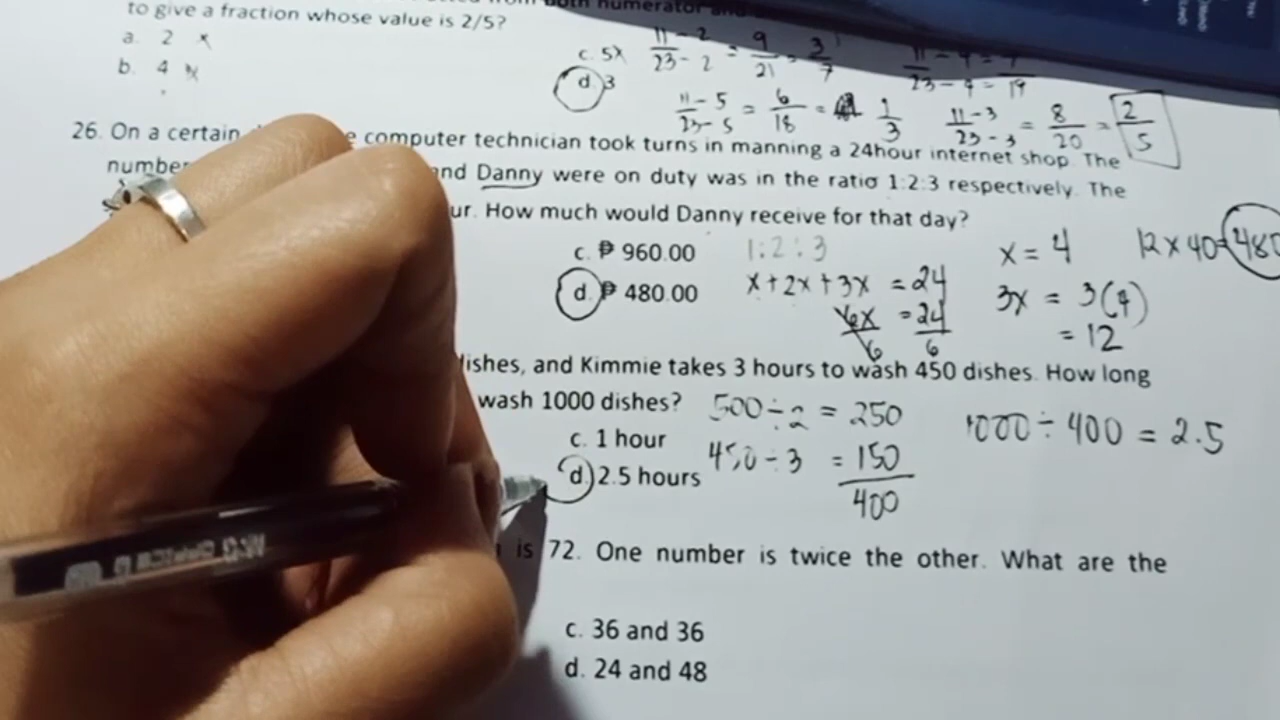 to give a fraction whose value is 2/5?
a. 2 x
b. 4 x
c. 5x
d. 3
11 - 2 / 23 - 2 = 9 / 21 = 3 / 7
11 - 5 / 23 - 5 = 6 / 18 = 1 / 3
11 - 3 / 23 - 3 = 8 / 20 = 2 / 5
26. On a certain computer technician took turns in manning a 24hour internet shop. The
number and Danny were on duty was in the ratio 1:2:3 respectively. The
How much would Danny receive for that day?
c. ₱ 960.00
d. ₱ 480.00
1:2:3
x + 2x + 3x = 24
6x / 6 = 24 / 6
x = 4
3x = 3(4)
= 12
12 x 40 = 480
dishes, and Kimmie takes 3 hours to wash 450 dishes. How long
wash 1000 dishes?
c. 1 hour
d. 2.5 hours
500 ÷ 2 = 250
450 ÷ 3 = 150
400
1000 ÷ 400 = 2.5
is 72. One number is twice the other. What are the
c. 36 and 36
d. 24 and 48